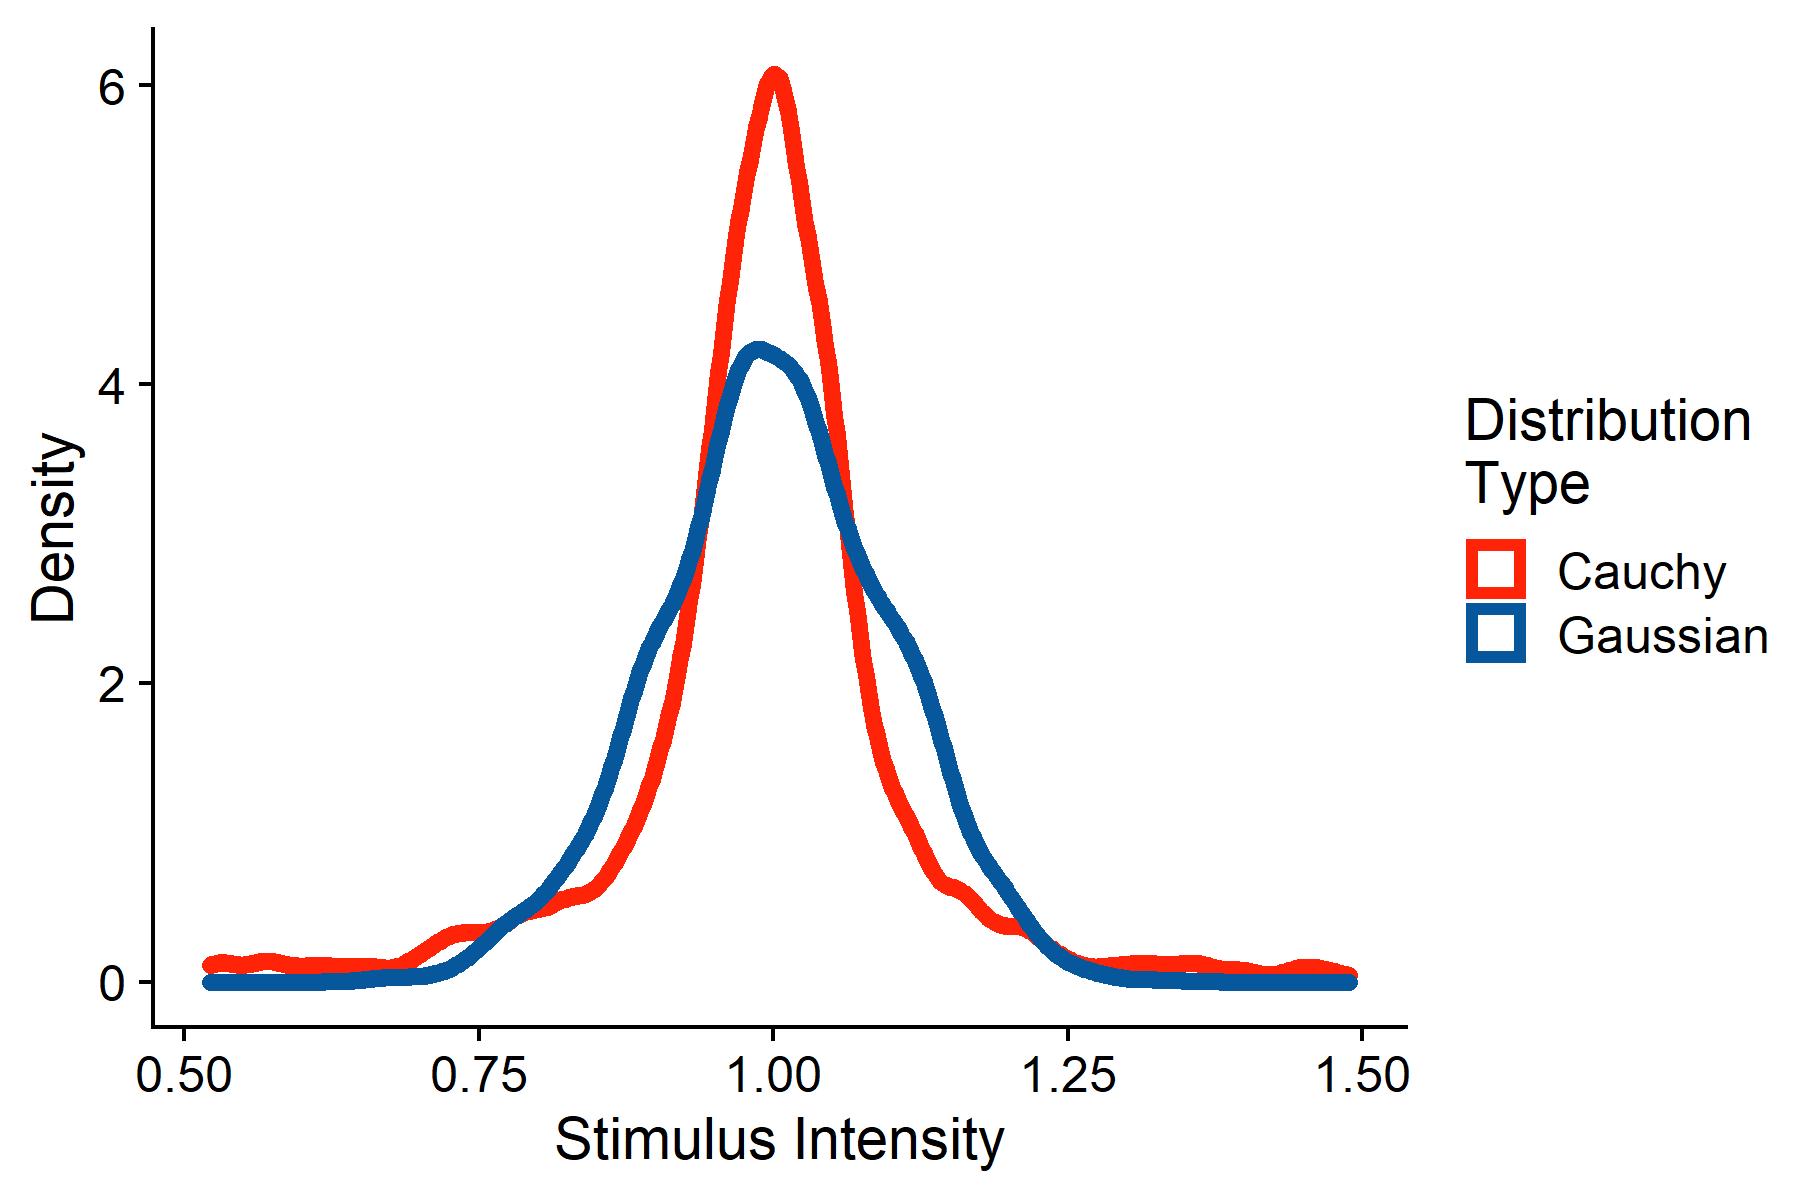 6
4
2
0
Density
0.50 0.75 1.00 1.25 1.50
Stimulus Intensity
Distribution
Type
Cauchy
Gaussian